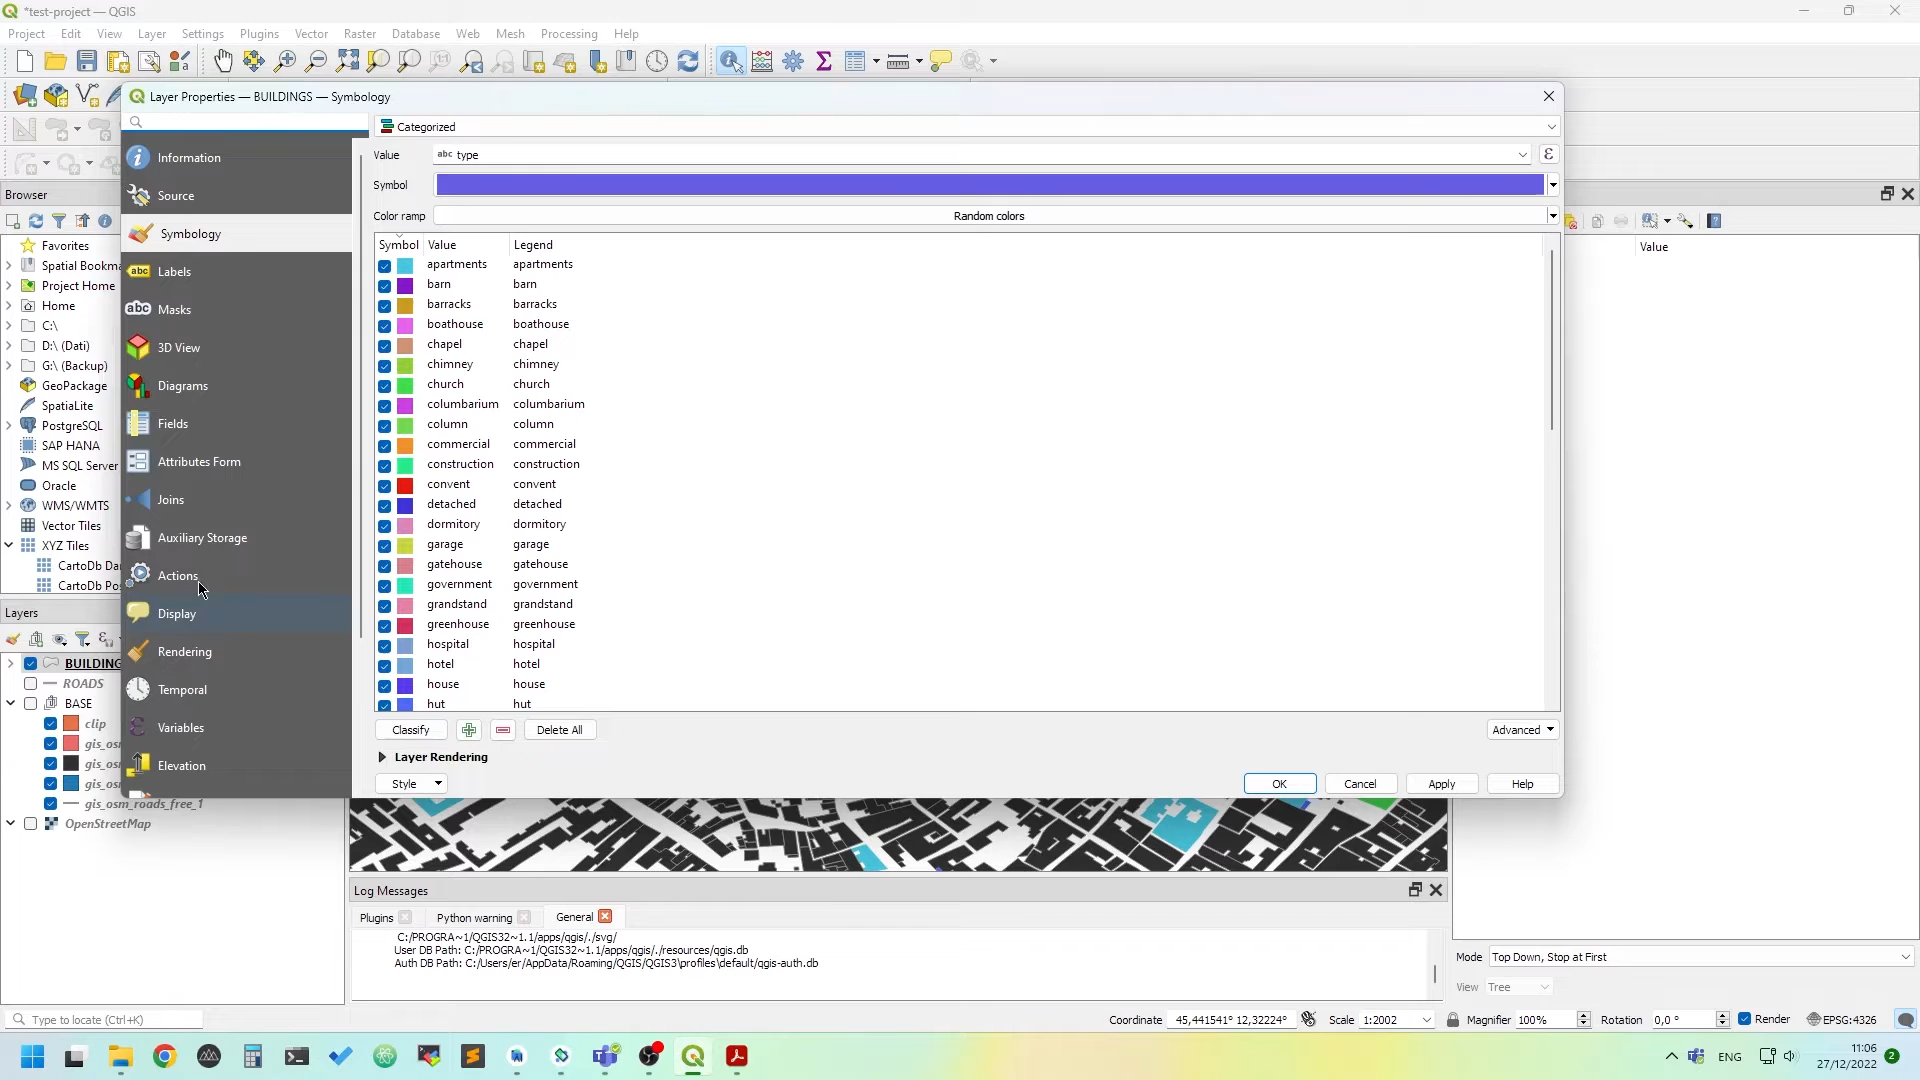 *test-project — QGIS
Project Edit View Layer Settings Plugins Vector Raster Database Web Mesh Processing Help
Layer Properties — BUILDINGS — Symbology
Categorized
Information
Source
Symbology
Labels
Masks
3D View
Diagrams
Fields
Attributes Form
Joins
Auxiliary Storage
Actions
Display
Rendering
Temporal
Variables
Elevation
Value abc type
Symbol
Color ramp Random colors
Symbol Value Legend
apartments apartments
barn barn
barracks barracks
boathouse boathouse
chapel chapel
chimney chimney
church church
columbarium columbarium
column column
commercial commercial
construction construction
convent convent
detached detached
dormitory dormitory
garage garage
gatehouse gatehouse
government government
grandstand grandstand
greenhouse greenhouse
hospital hospital
hotel hotel
house house
hut hut
Classify Delete All Advanced
Layer Rendering
Style OK Cancel Apply Help
Browser
Favorites
Spatial Bookma
Project Home
Home
C:\
D:\ (Dati)
G:\ (Backup)
GeoPackage
SpatiaLite
PostgreSQL
SAP HANA
MS SQL Server
Oracle
WMS/WMTS
Vector Tiles
XYZ Tiles
CartoDb Da
CartoDb Po
Layers
BUILDING
ROADS
BASE
clip
gis_os
gis_os
gis_os
gis_osm_roads_free_1
OpenStreetMap
Value
Log Messages
Plugins Python warning General
C:/PROGRA~1/QGIS32~1.1/apps/qgis/./svg/
User DB Path: C:/PROGRA~1/QGIS32~1.1/apps/qgis/./resources/qgis.db
Auth DB Path: C:/Users/er/AppData/Roaming/QGIS/QGIS3\profiles\default/qgis-auth.db
Mode Top Down, Stop at First
View Tree
Type to locate (Ctrl+K)
Coordinate 45,441541° 12,32224° Scale 1:2002 Magnifier 100% Rotation 0,0 ° Render EPSG:4326
ENG
11:06
27/12/2022
2